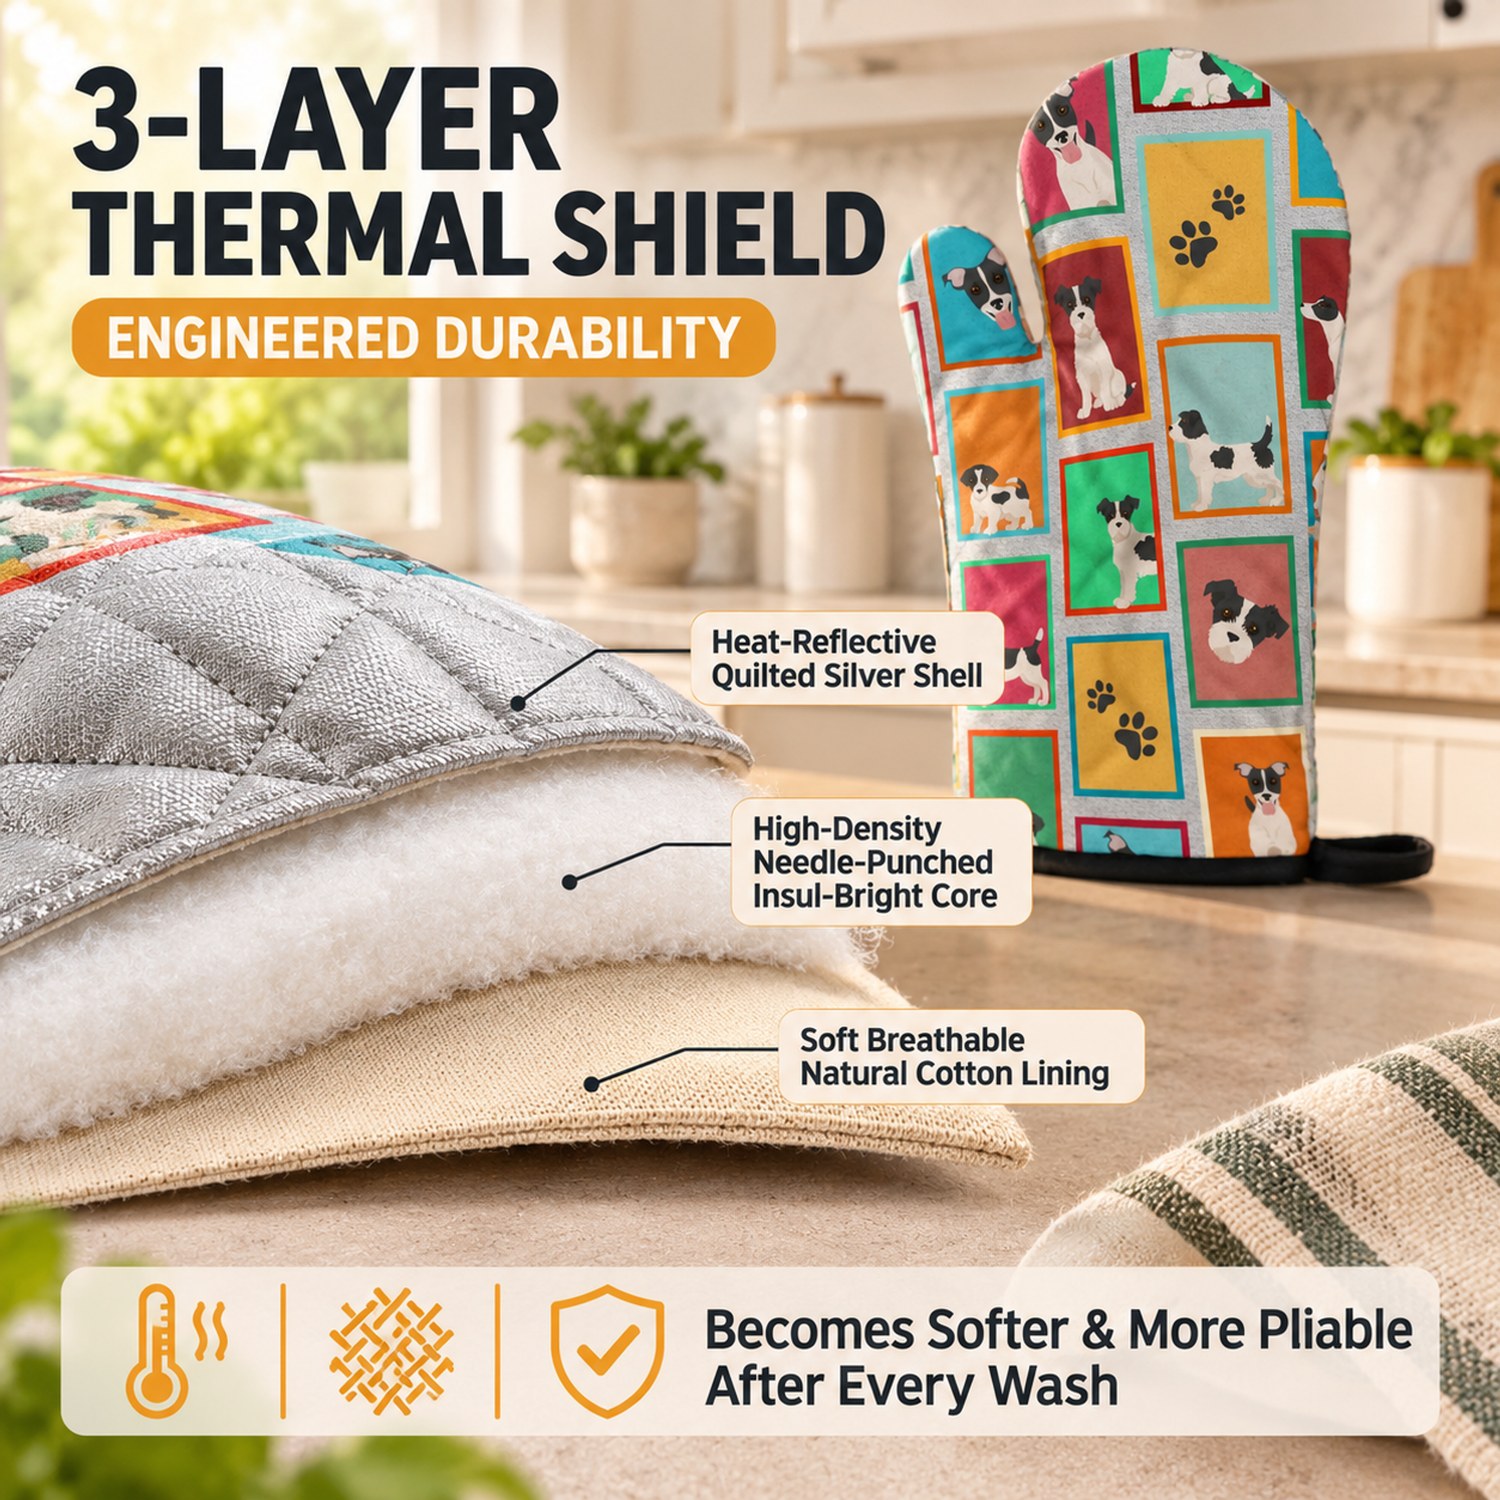 3-LAYER
THERMAL SHIELD
ENGINEERED DURABILITY
Heat-Reflective
Quilted Silver Shell
High-Density
Needle-Punched
Insul-Bright Core
Soft Breathable
Natural Cotton Lining
Becomes Softer & More Pliable
After Every Wash